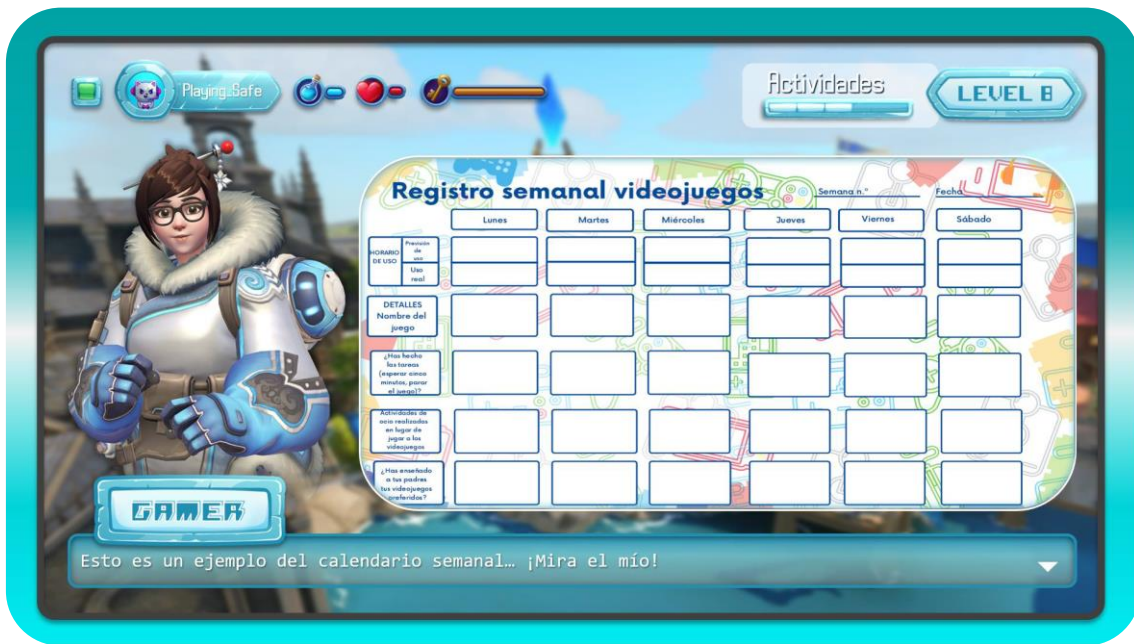 Playing_Safe
Actividades
LEVEL 8
Registro semanal videojuegos
Semana n.º
Fecha
Lunes
Martes
Miércoles
Jueves
Viernes
Sábado
HORARIO
DE USO
Previsión
de
uso
Uso
real
DETALLES
Nombre del
juego
¿Has hecho
las tareas
(esperar cinco
minutos, parar
el juego)?
Actividades de
ocio realizadas
en lugar de
jugar a los
videojuegos
¿Has enseñado
a tus padres
tus videojuegos
preferidos?
GAMER
Esto es un ejemplo del calendario semanal… ¡Mira el mío!